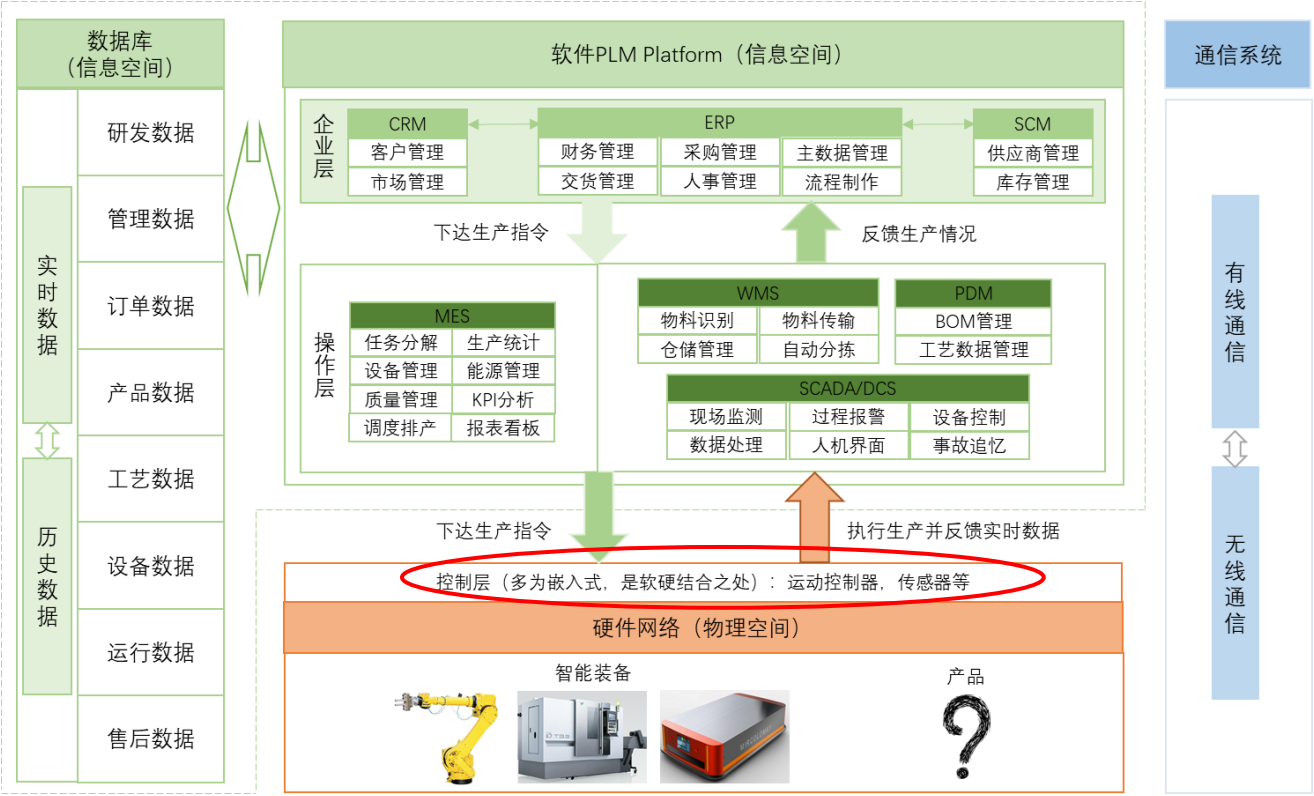 数据库
（信息空间）
研发数据
管理数据
订单数据
产品数据
工艺数据
设备数据
运行数据
售后数据
实时数据
历史数据
软件PLM Platform（信息空间）
企业层
CRM
客户管理
市场管理
ERP
财务管理
采购管理
主数据管理
交货管理
人事管理
流程制作
SCM
供应商管理
库存管理
下达生产指令
反馈生产情况
操作层
MES
任务分解
生产统计
设备管理
能源管理
质量管理
KPI分析
调度排产
报表看板
WMS
物料识别
物料传输
仓储管理
自动分拣
PDM
BOM管理
工艺数据管理
SCADA/DCS
现场监测
过程报警
设备控制
数据处理
人机界面
事故追忆
下达生产指令
执行生产并反馈实时数据
控制层（多为嵌入式，是软硬结合之处）：运动控制器，传感器等
硬件网络（物理空间）
智能装备
产品
通信系统
有线通信
无线通信